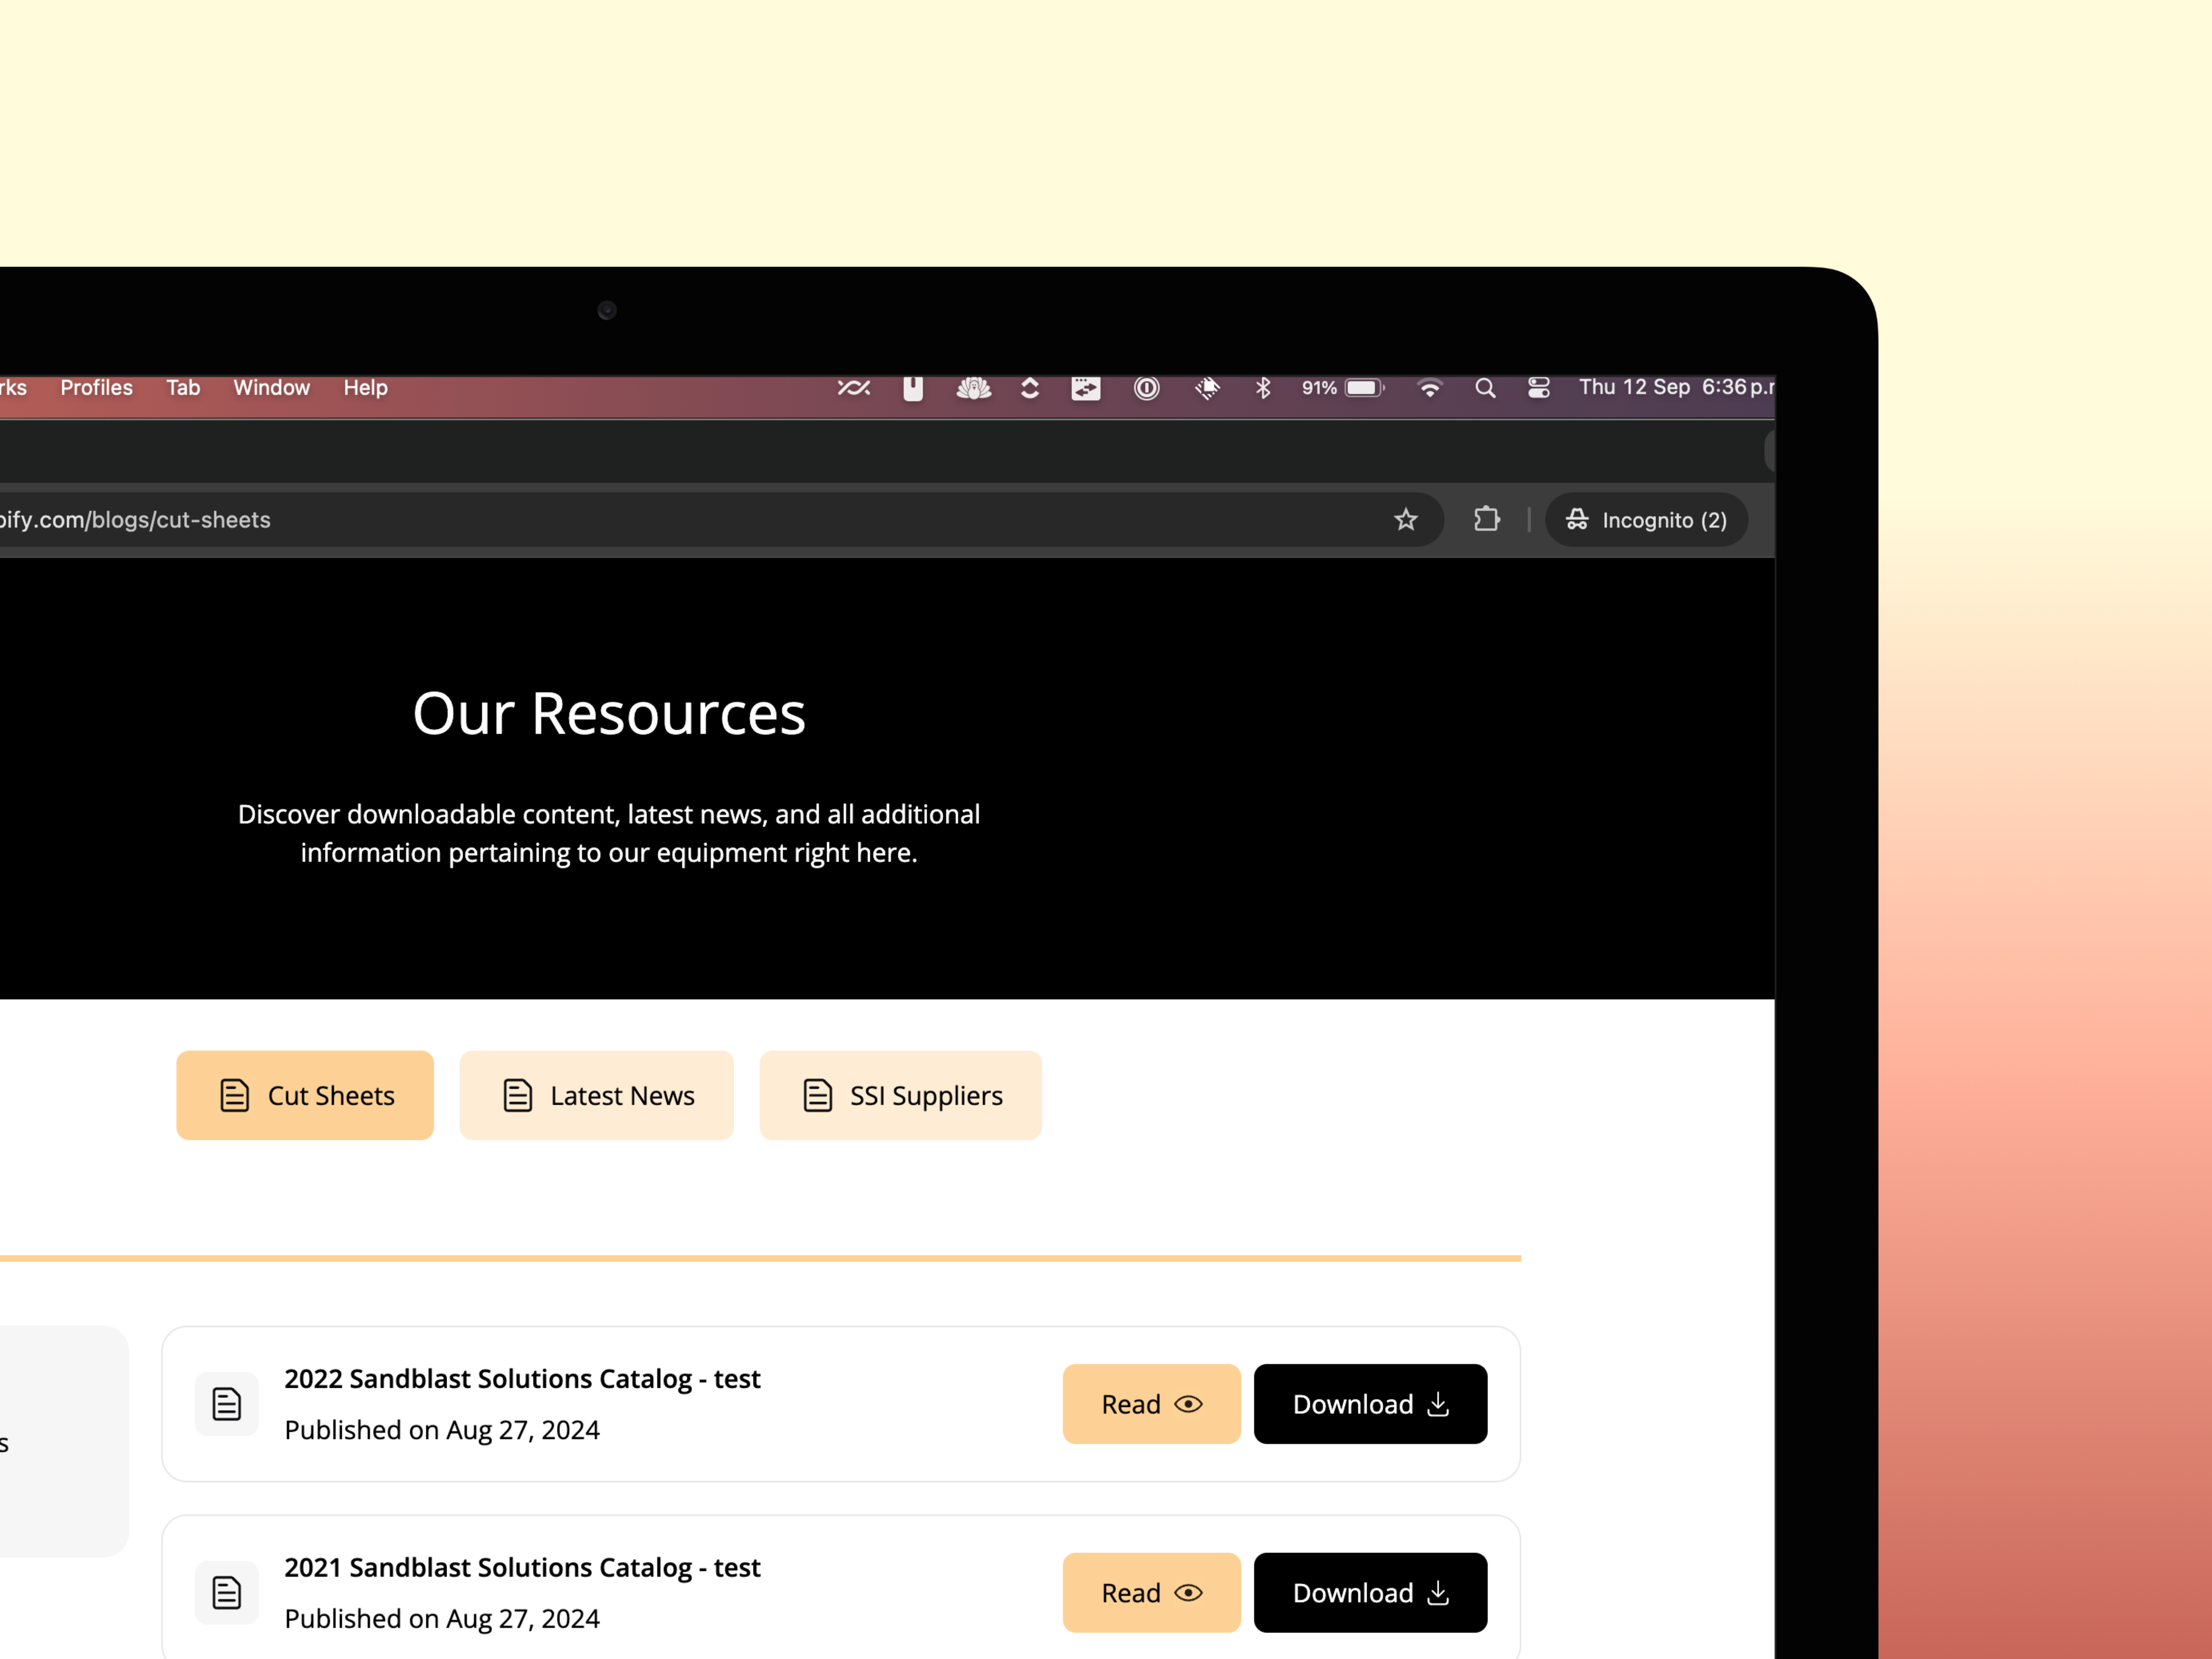 rks Profiles Tab Window Help 91% Thu 12 Sep 6:36 p.r
pify.com/blogs/cut-sheets Incognito (2)
Our Resources
Discover downloadable content, latest news, and all additional
information pertaining to our equipment right here.
Cut Sheets Latest News SSI Suppliers
s
2022 Sandblast Solutions Catalog - test
Published on Aug 27, 2024
Read Download
2021 Sandblast Solutions Catalog - test
Published on Aug 27, 2024
Read Download